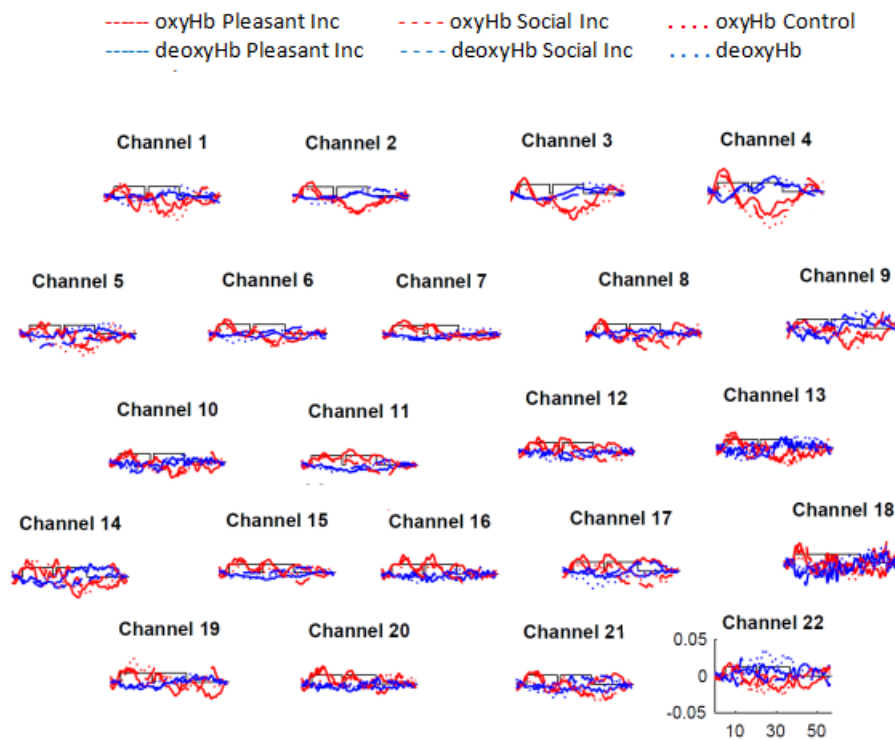 ------ oxyHb Pleasant Inc - - - - oxyHb Social Inc . . . . oxyHb Control
------ deoxyHb Pleasant Inc - - - - deoxyHb Social Inc . . . . deoxyHb
Channel 1 Channel 2 Channel 3 Channel 4
Channel 5 Channel 6 Channel 7 Channel 8 Channel 9
Channel 10 Channel 11 Channel 12 Channel 13
Channel 14 Channel 15 Channel 16 Channel 17 Channel 18
Channel 19 Channel 20 Channel 21 Channel 22
0.05
0
-0.05
10 30 50